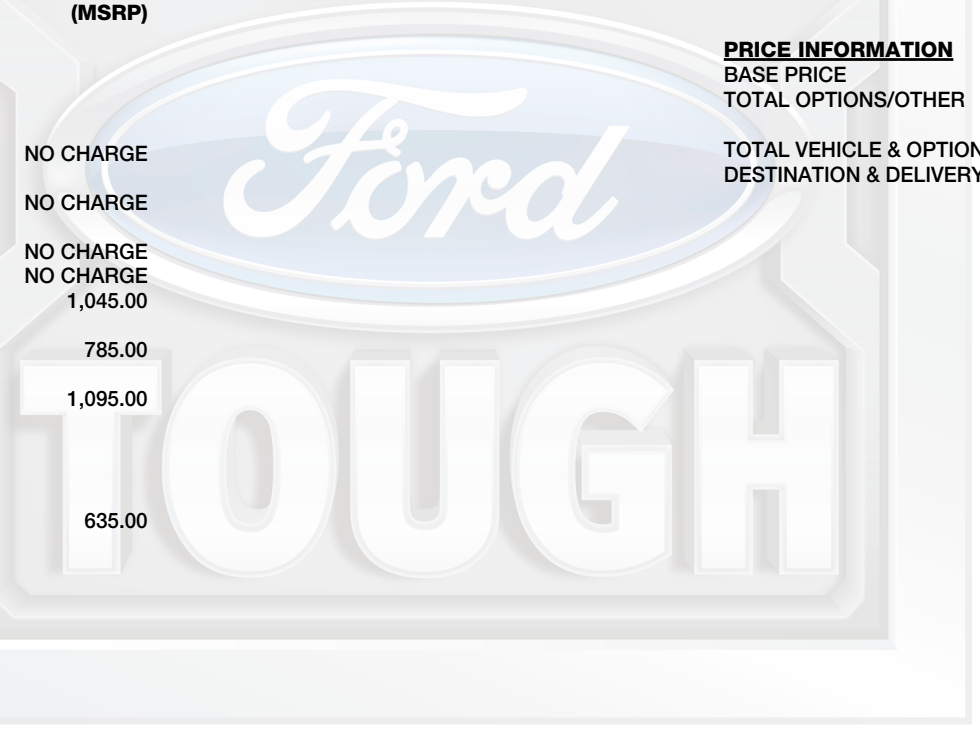 (MSRP)
NO CHARGE
NO CHARGE
NO CHARGE
NO CHARGE
1,045.00
785.00
1,095.00
635.00
PRICE INFORMATION
BASE PRICE
TOTAL OPTIONS/OTHER
TOTAL VEHICLE & OPTION
DESTINATION & DELIVERY
Ford
TOUGH